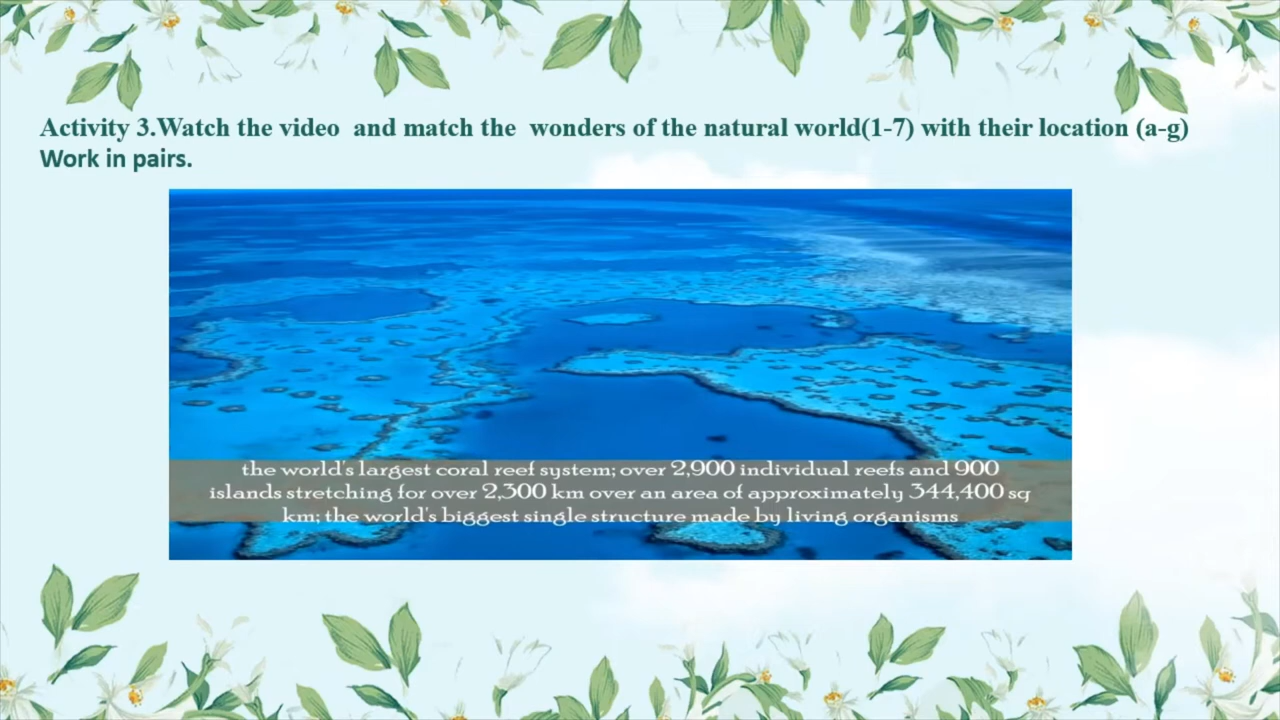 Activity 3.Watch the video  and match the  wonders of the natural world(1-7) with their location (a-g)
Work in pairs.
the world's largest coral reef system; over 2,900 individual reefs and 900
islands stretching for over 2,300 km over an area of approximately 344,400 sq
km; the world's biggest single structure made by living organisms